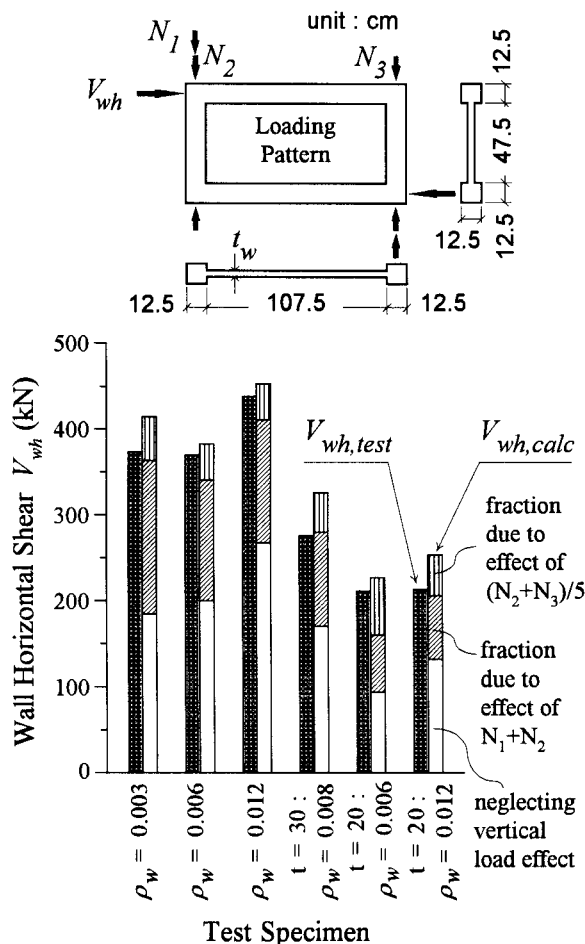 unit : cm
N1
N2
N3
Vwh
Loading
Pattern
12.5
47.5
12.5
12.5
tw
12.5
107.5
12.5
Wall Horizontal Shear Vwh (kN)
500
400
300
200
100
0
Vwh,test
Vwh,calc
fraction
due to
effect of
(N2+N3)/5
fraction
due to
effect of
N1+N2
neglecting
vertical
load effect
ρw = 0.003
ρw = 0.006
ρw = 0.012
t = 30 :
ρw = 0.008
t = 20 :
ρw = 0.006
t = 20 :
ρw = 0.012
Test Specimen